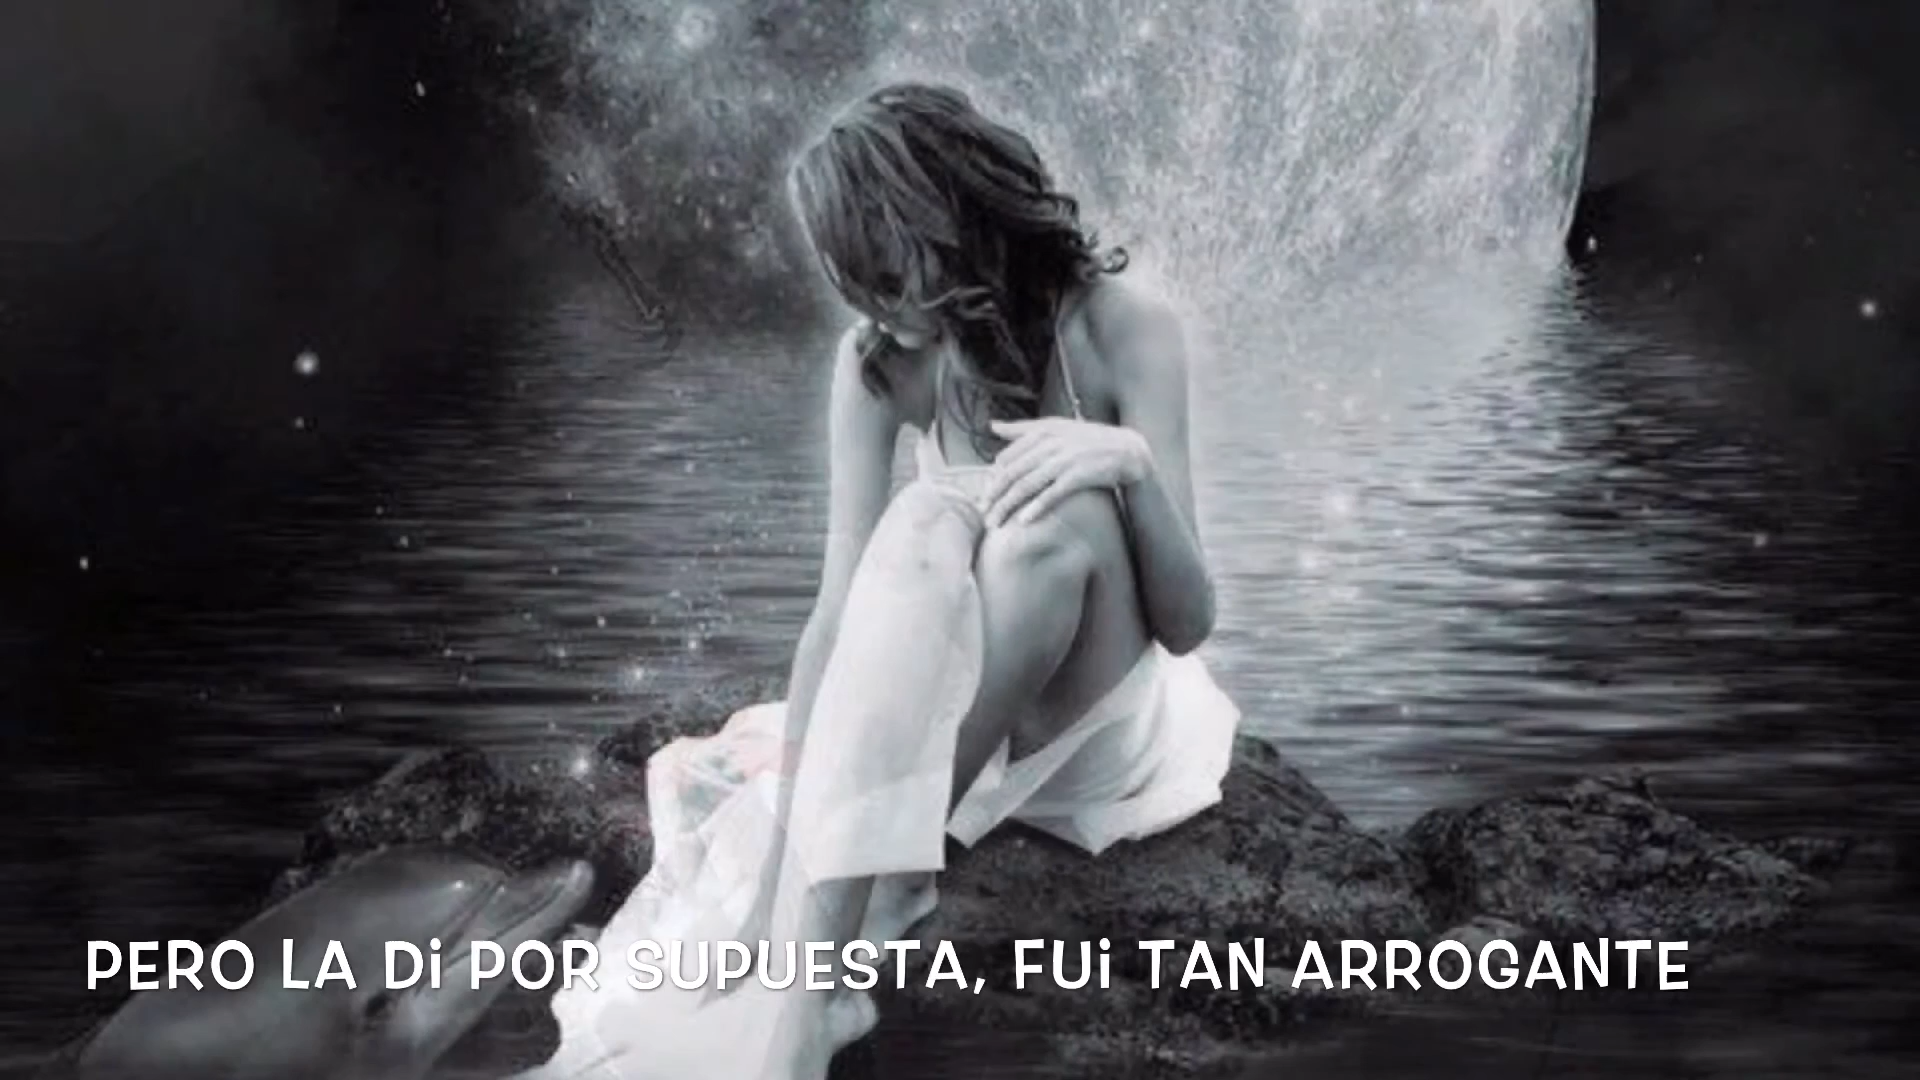 PERO LA Di POR SUPUESTA, FUi TAN ARROGANTE